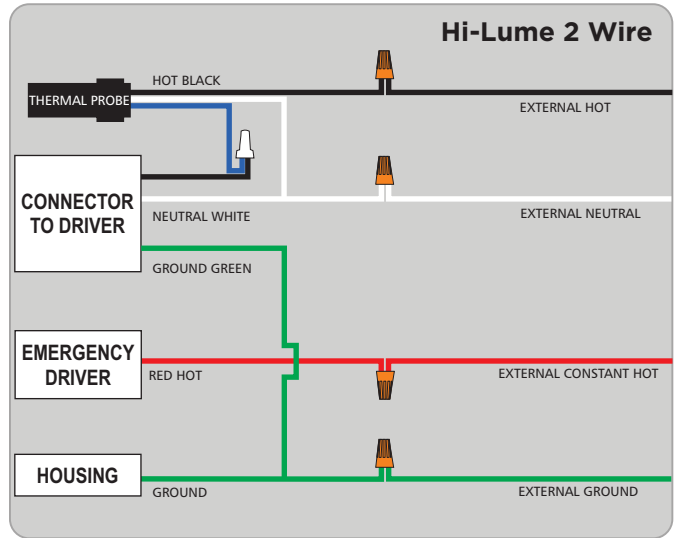 Hi-Lume 2 Wire
HOT BLACK
THERMAL PROBE
EXTERNAL HOT
CONNECTOR
TO DRIVER
NEUTRAL WHITE
EXTERNAL NEUTRAL
GROUND GREEN
EMERGENCY
DRIVER
RED HOT
EXTERNAL CONSTANT HOT
HOUSING
GROUND
EXTERNAL GROUND